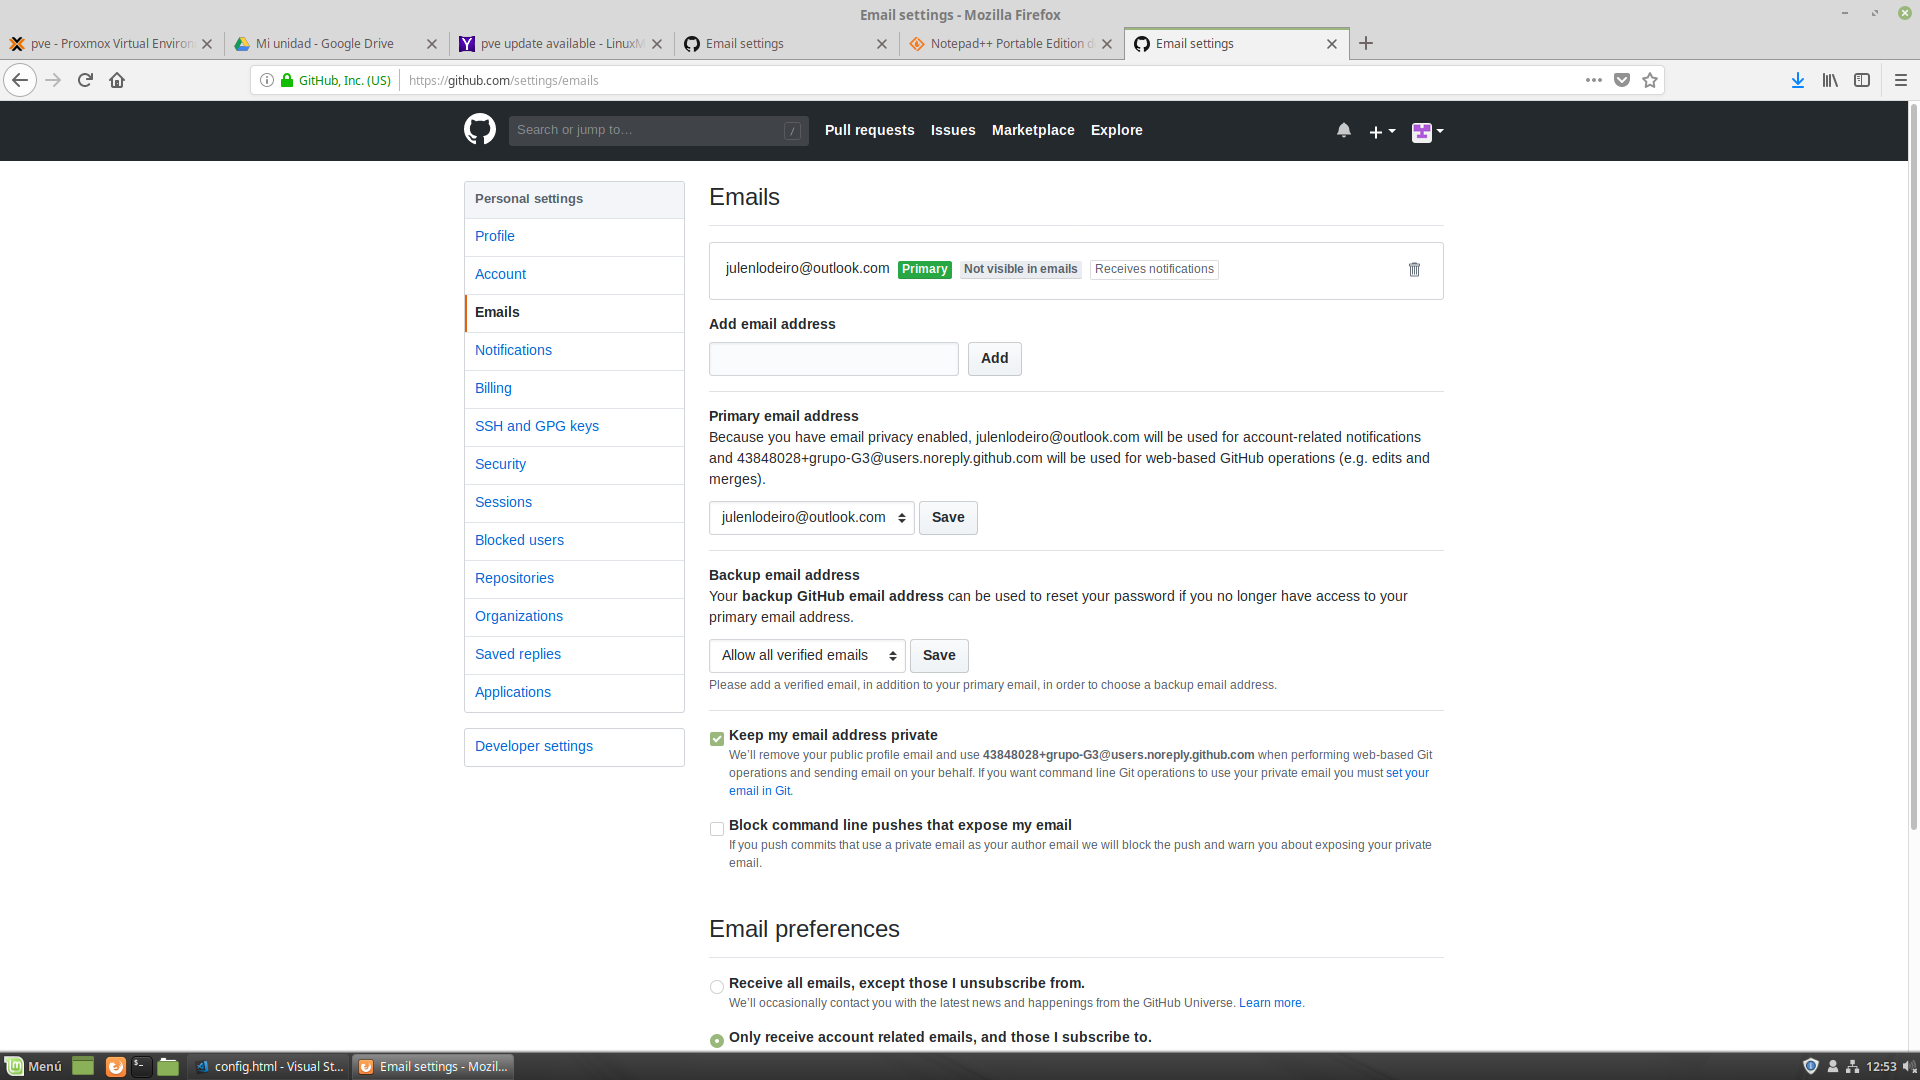 Email settings - Mozilla Firefox
pve - Proxmox Virtual Environ
Mi unidad - Google Drive
pve update available - LinuxM
Email settings
Notepad++ Portable Edition d
Email settings
GitHub, Inc. (US)
https://github.com/settings/emails
Search or jump to…
/
Pull requests
Issues
Marketplace
Explore
Personal settings
Profile
Account
Emails
Notifications
Billing
SSH and GPG keys
Security
Sessions
Blocked users
Repositories
Organizations
Saved replies
Applications
Developer settings
Emails
julenlodeiro@outlook.com Primary Not visible in emails Receives notifications
Add email address
Add
Primary email address
Because you have email privacy enabled, julenlodeiro@outlook.com will be used for account-related notifications
and 43848028+grupo-G3@users.noreply.github.com will be used for web-based GitHub operations (e.g. edits and
merges).
julenlodeiro@outlook.com
Save
Backup email address
Your backup GitHub email address can be used to reset your password if you no longer have access to your
primary email address.
Allow all verified emails
Save
Please add a verified email, in addition to your primary email, in order to choose a backup email address.
Keep my email address private
We'll remove your public profile email and use 43848028+grupo-G3@users.noreply.github.com when performing web-based Git
operations and sending email on your behalf. If you want command line Git operations to use your private email you must set your
email in Git.
Block command line pushes that expose my email
If you push commits that use a private email as your author email we will block the push and warn you about exposing your private
email.
Email preferences
Receive all emails, except those I unsubscribe from.
We'll occasionally contact you with the latest news and happenings from the GitHub Universe. Learn more.
Only receive account related emails, and those I subscribe to.
Menú
config.html - Visual St...
Email settings - Mozil...
12:53